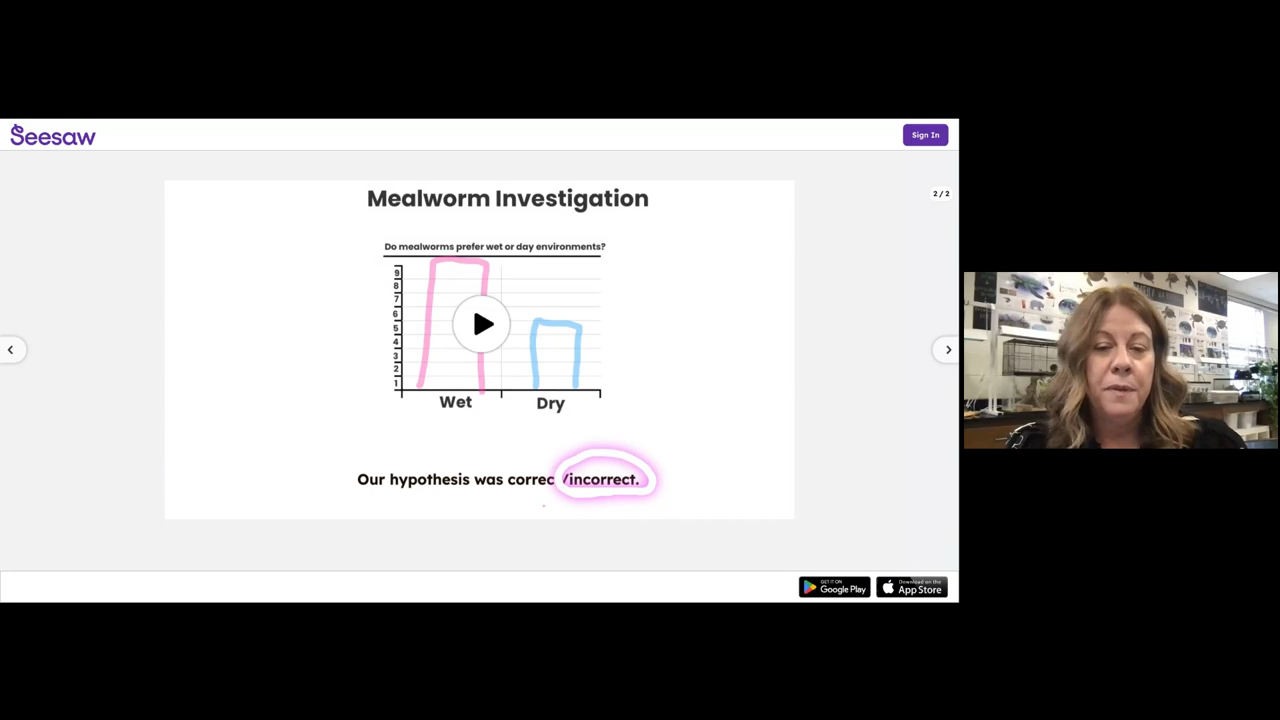 Seesaw
Sign In
Mealworm Investigation
2 / 2
Do mealworms prefer wet or day environments?
9
8
7
6
5
4
3
2
1
Wet
Dry
Our hypothesis was correc /incorrect.
GET IT ON
Google Play
Download on the
App Store